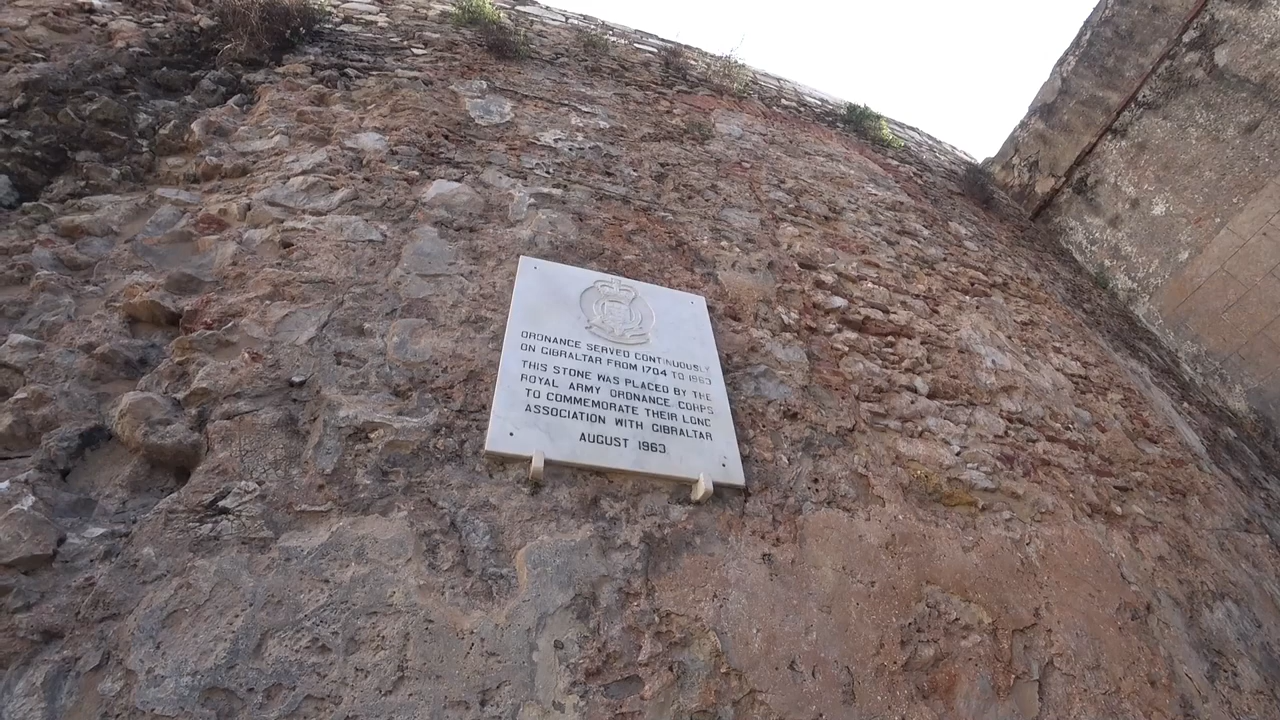 ORDNANCE SERVED CONTINUOUSLY
ON GIBRALTAR FROM 1704 TO 1963
THIS STONE WAS PLACED BY THE
ROYAL ARMY ORDNANCE CORPS
TO COMMEMORATE THEIR LONG
ASSOCIATION WITH GIBRALTAR
AUGUST 1963